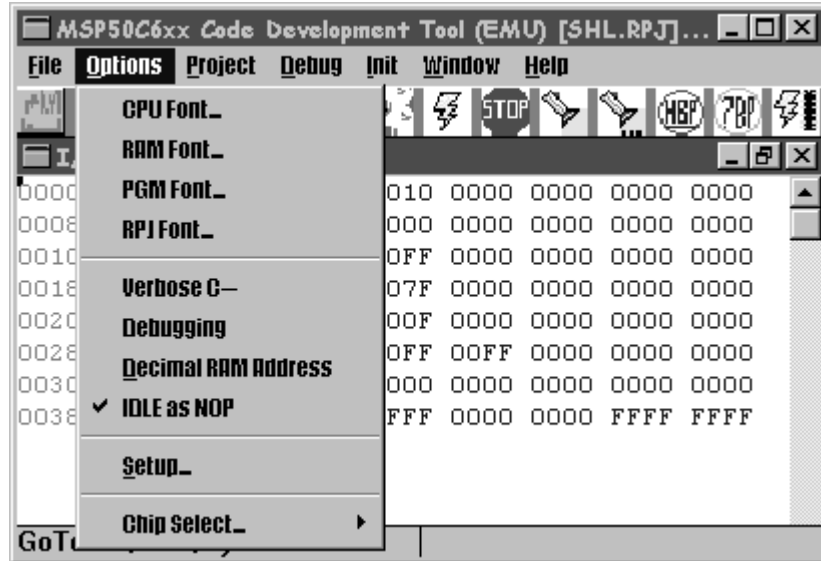 MSP50C6xx Code Development Tool (EMU) [SHL.RPJ]...
File Options Project Debug Init Window Help
STOP HBP ?BP
CPU Font...
RAM Font...
PGM Font...
RPJ Font...
Verbose C--
Debugging
Decimal RAM Address
IDLE as NOP
Setup...
Chip Select...
I/
0000 010 0000 0000 0000 0000
0008 000 0000 0000 0000 0000
0010 0FF 0000 0000 0000 0000
0018 07F 0000 0000 0000 0000
0020 00F 0000 0000 0000 0000
0028 0FF 00FF 0000 0000 0000
0030 000 0000 0000 0000 0000
0038 FFF 0000 0000 FFFF FFFF
GoTo